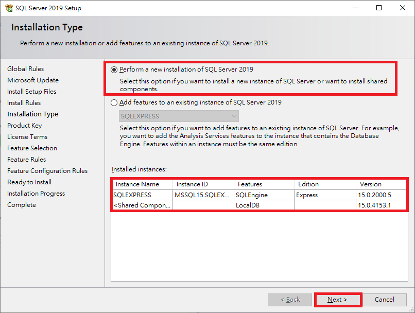 SQL Server 2019 Setup
Installation Type
Perform a new installation or add features to an existing instance of SQL Server 2019.
Global Rules
Microsoft Update
Install Setup Files
Install Rules
Installation Type
Product Key
License Terms
Feature Selection
Feature Rules
Feature Configuration Rules
Ready to Install
Installation Progress
Complete
Perform a new installation of SQL Server 2019
Select this option if you want to install a new instance of SQL Server or want to install shared
components.
Add features to an existing instance of SQL Server 2019
SQLEXPRESS
Select this option if you want to add features to an existing instance of SQL Server. For example,
you want to add the Analysis Services features to the instance that contains the Database
Engine. Features within an instance must be the same edition.
Installed instances:
Instance Name Instance ID Features Edition Version
SQLEXPRESS MSSQL15.SQLEX... SQLEngine Express 15.0.2000.5
<Shared Compon... LocalDB 15.0.4153.1
< Back Next > Cancel